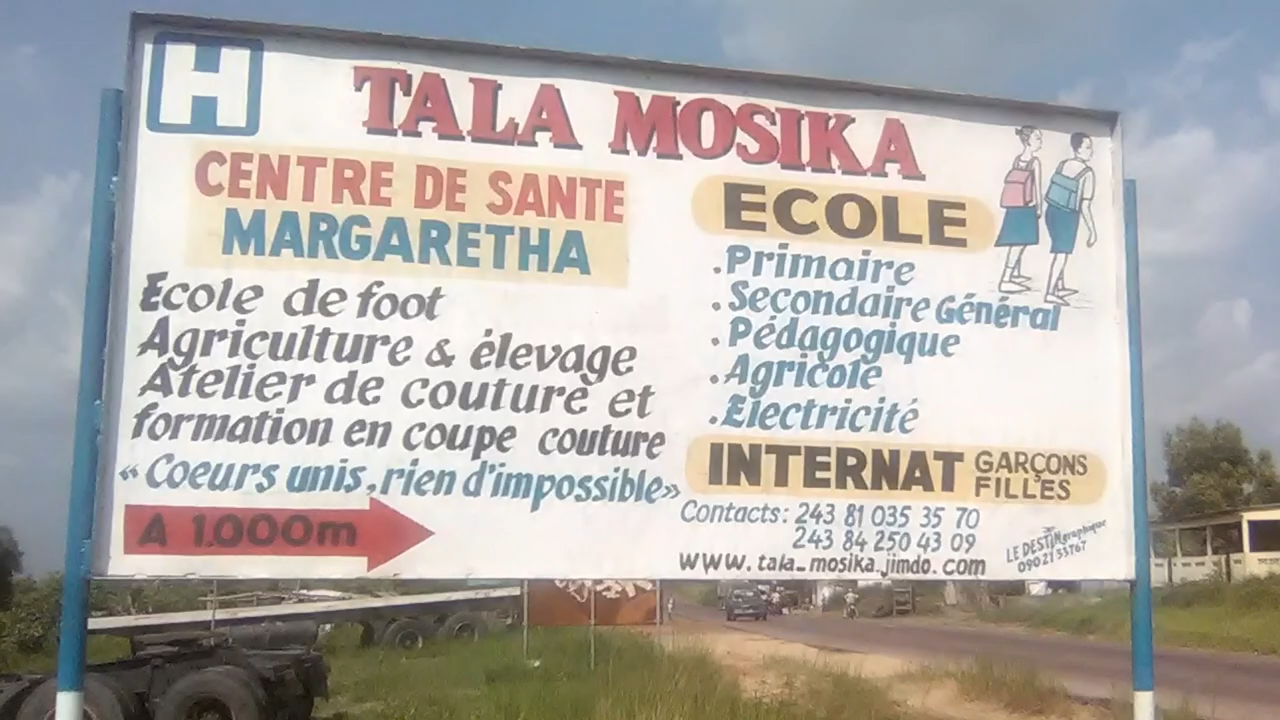 H
TALA MOSIKA
CENTRE DE SANTE
MARGARETHA
Ecole de foot
Agriculture & élevage
Atelier de couture et
formation en coupe couture
« Coeurs unis, rien d'impossible»
A 1.000m
ECOLE
.Primaire
.Secondaire Général
.Pédagogique
.Agricole
.Electricité
INTERNAT GARÇONS
FILLES
Contacts: 243 81 035 35 70
243 84 250 43 09
www.tala-mosika.jimdo.com
LE DESTIN graphique